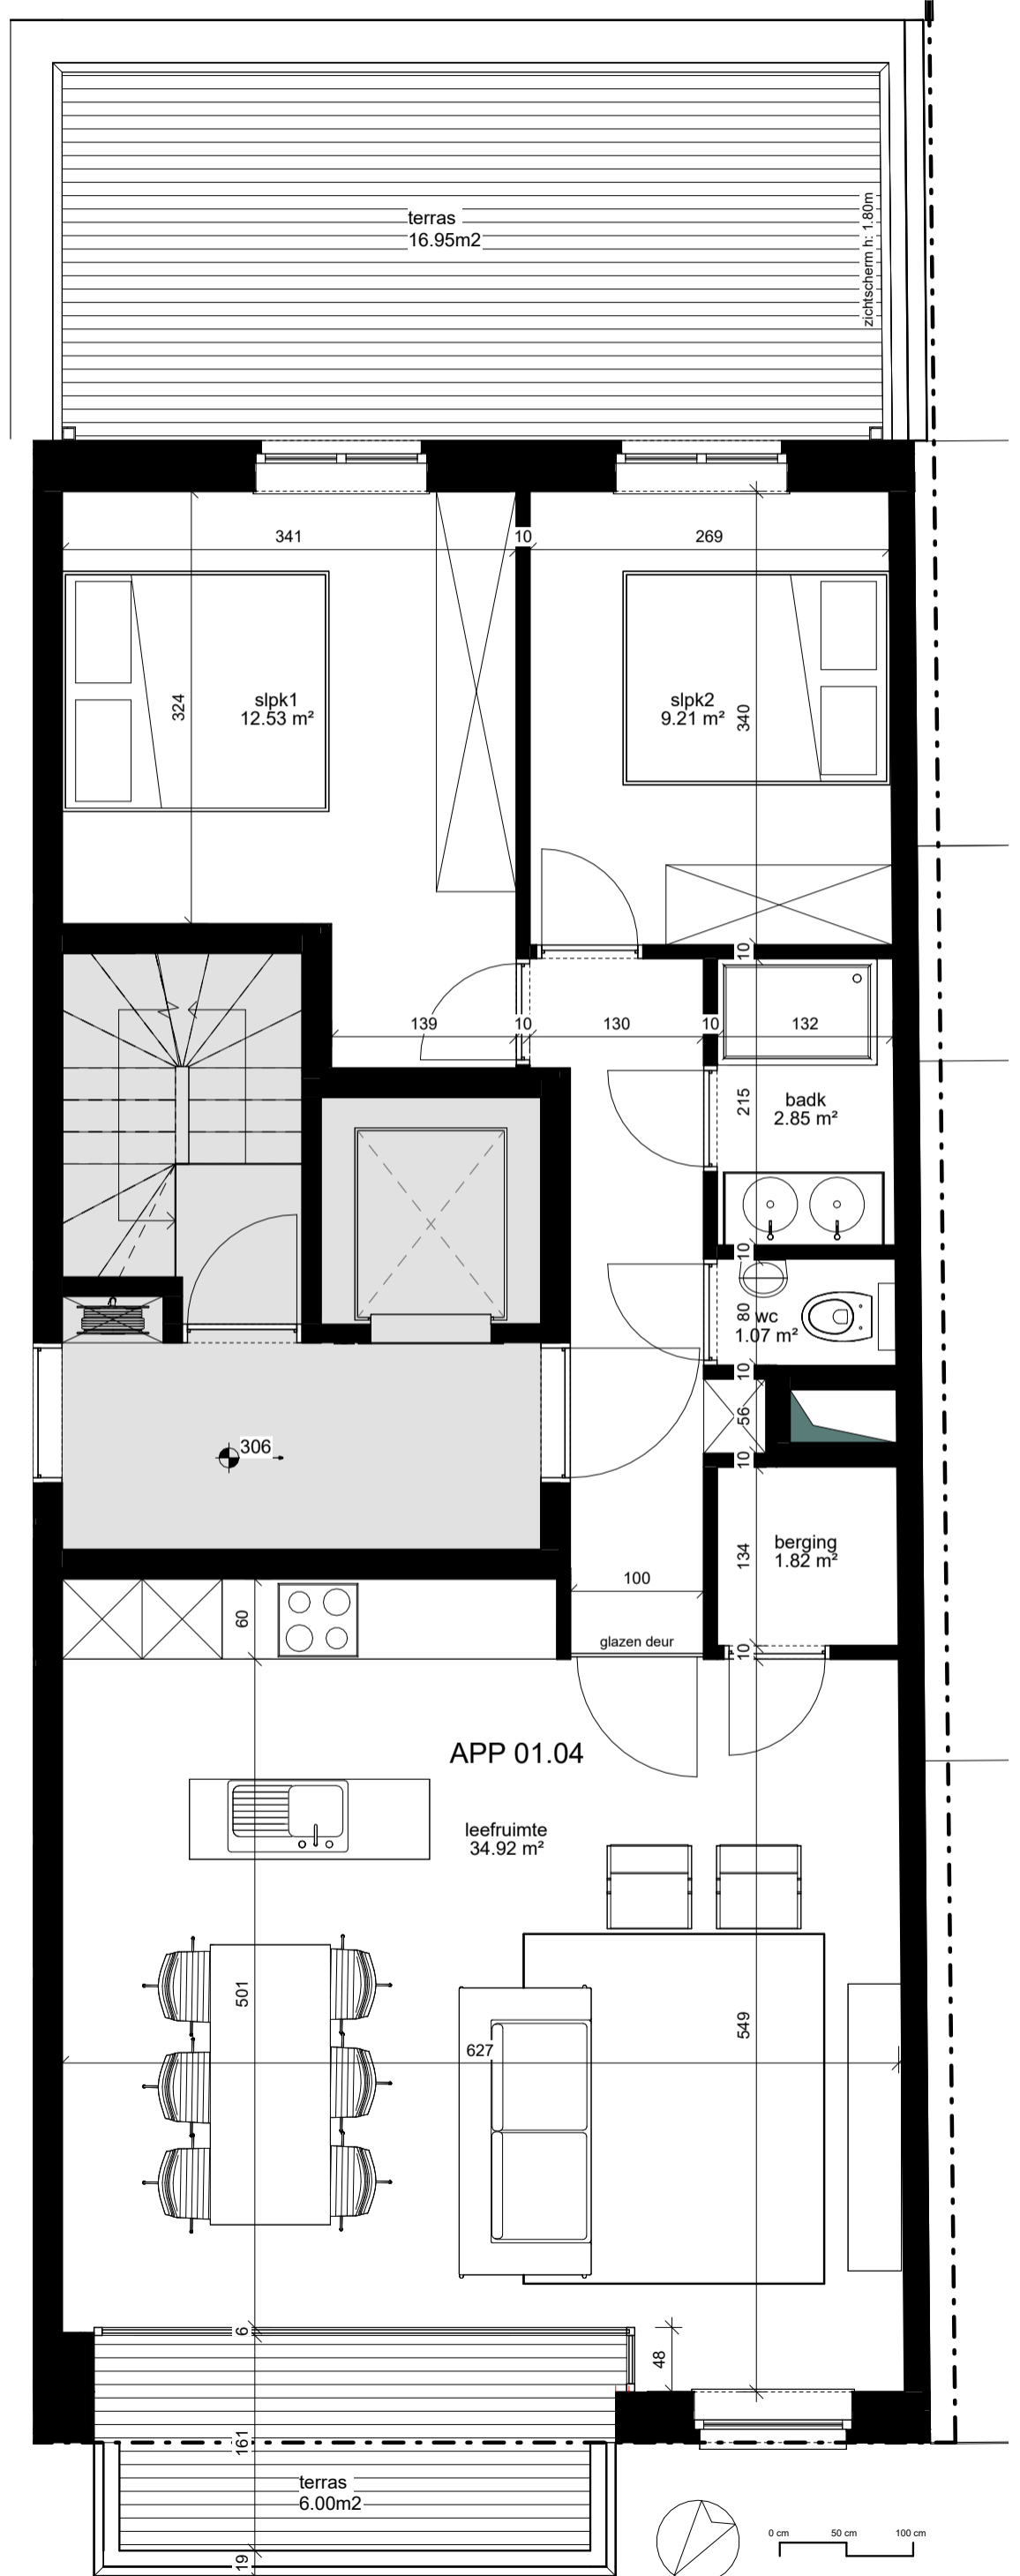 terras
16.95m2
zichtscherm h: 1.80m
341
10
269
324
slpk1
12.53 m²
slpk2
9.21 m²
340
10
139
10
130
10
132
215
badk
2.85 m²
10
80
wc
1.07 m²
10
56
306
10
134
berging
1.82 m²
100
60
glazen deur
10
APP 01.04
leefruimte
34.92 m²
501
549
627
6
48
161
terras
6.00m2
19
0 cm
50 cm
100 cm